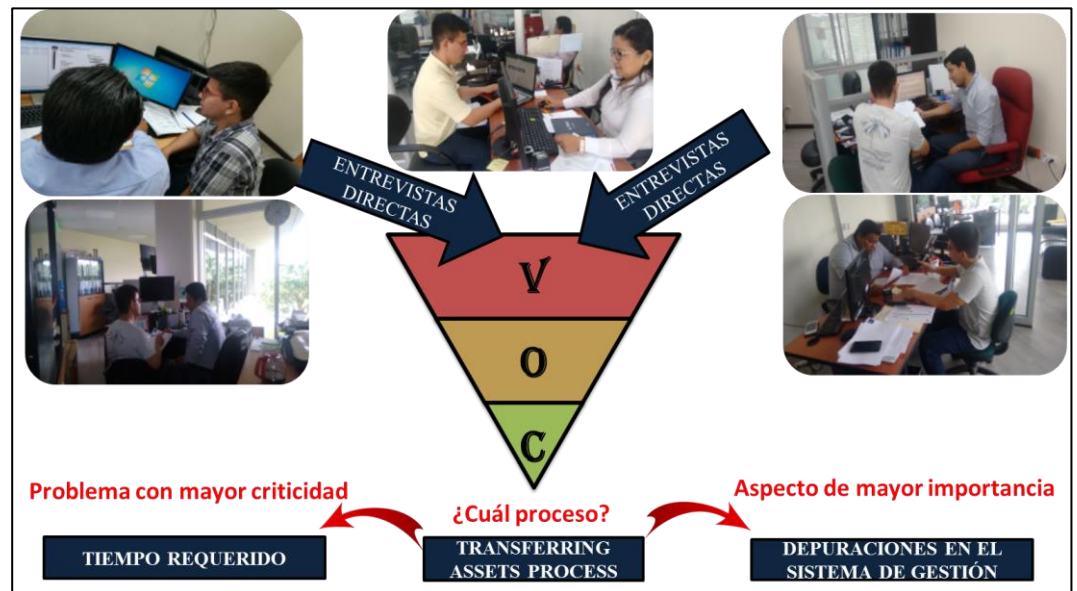 ENTREVISTAS
DIRECTAS
ENTREVISTAS
DIRECTAS
V
O
C
Problema con mayor criticidad
¿Cuál proceso?
Aspecto de mayor importancia
TIEMPO REQUERIDO
TRANSFERRING
ASSETS PROCESS
DEPURACIONES EN EL
SISTEMA DE GESTIÓN